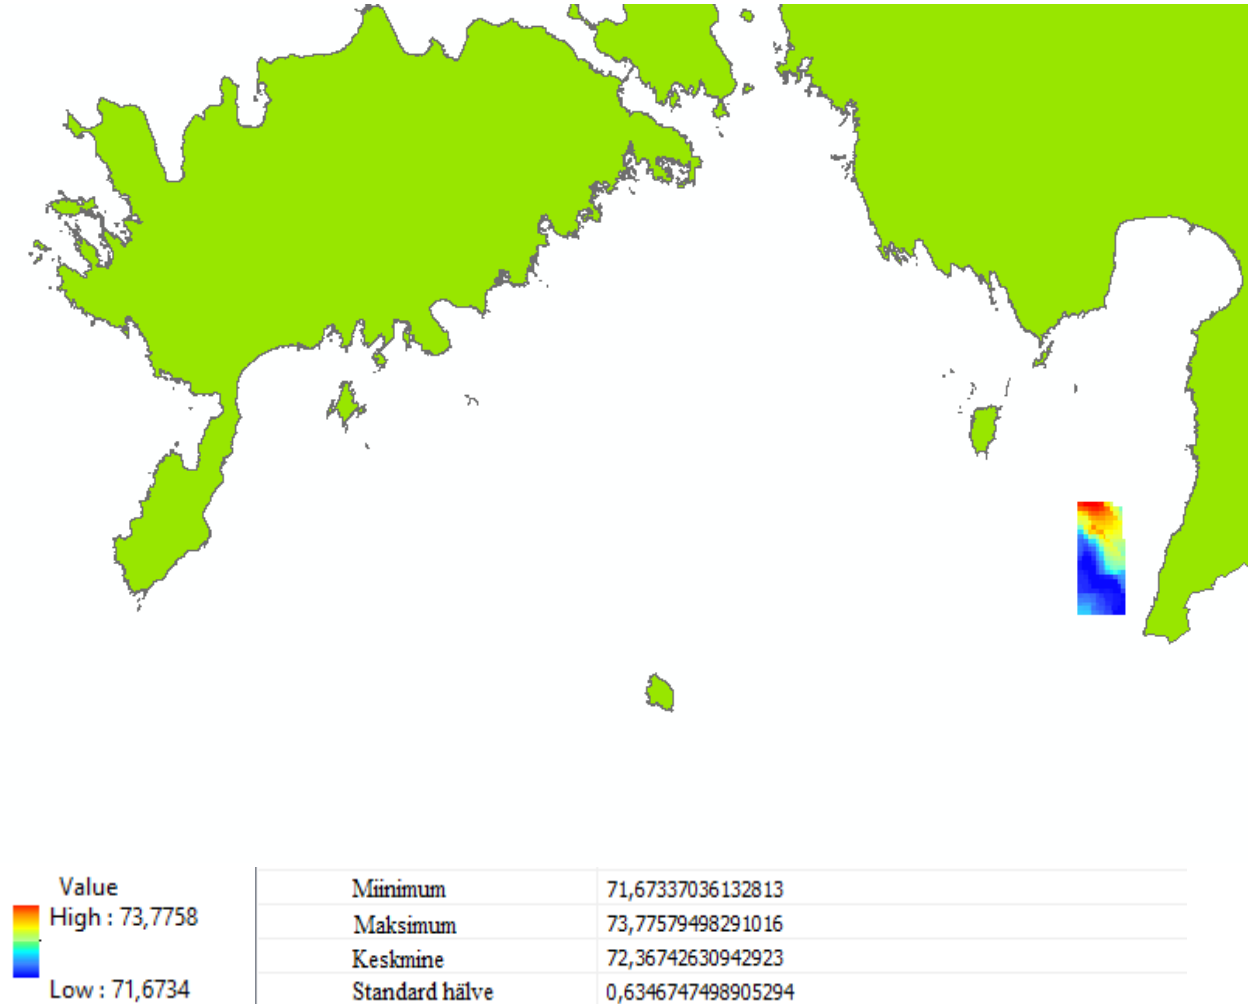 Value
High : 73,7758
Low : 71,6734
Miinimum 71,67337036132813
Maksimum 73,77579498291016
Keskmine 72,36742630942923
Standard hälve 0,6346747498905294